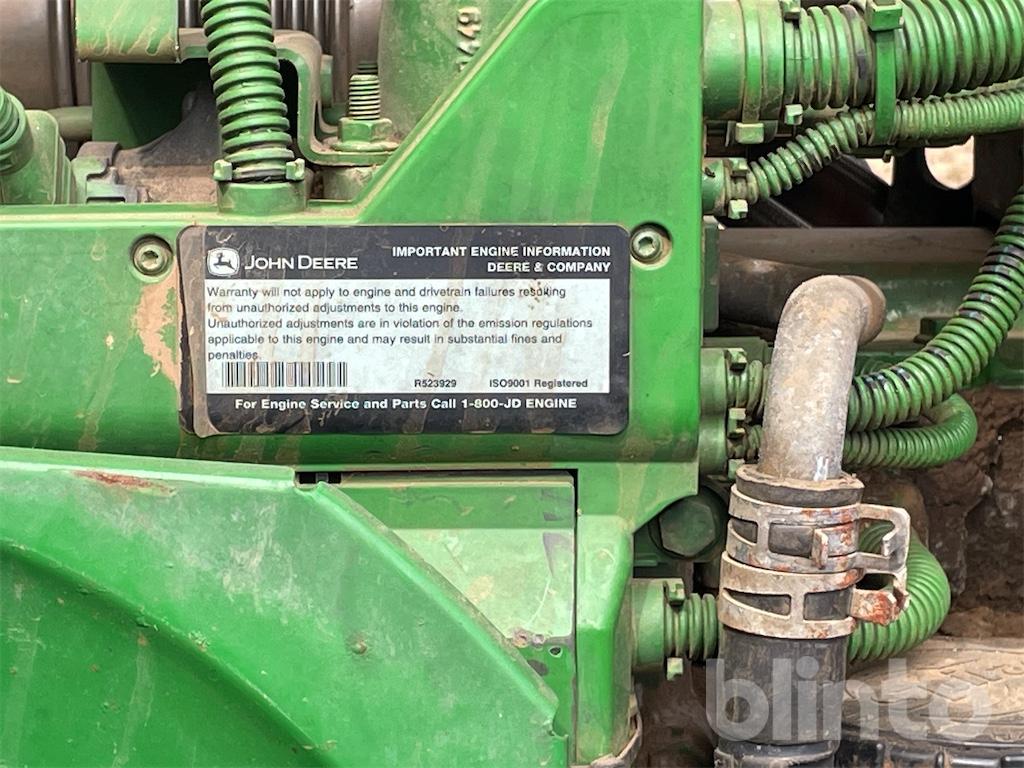 JOHN DEERE
IMPORTANT ENGINE INFORMATION
DEERE & COMPANY
Warranty will not apply to engine and drivetrain failures resulting
from unauthorized adjustments to this engine.
Unauthorized adjustments are in violation of the emission regulations
applicable to this engine and may result in substantial fines and
penalties.
R523929 ISO9001 Registered
For Engine Service and Parts Call 1-800-JD ENGINE
blinto